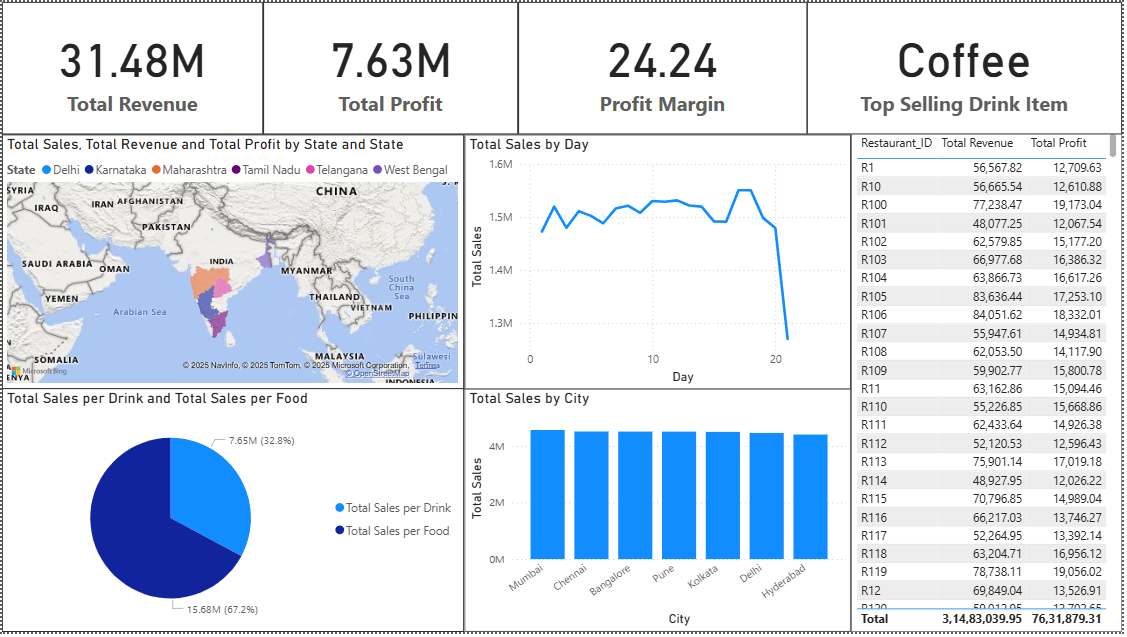 31.48M
Total Revenue
7.63M
Total Profit
24.24
Profit Margin
Coffee
Top Selling Drink Item
Total Sales, Total Revenue and Total Profit by State and State
State Delhi Karnataka Maharashtra Tamil Nadu Telangana West Bengal
CHINA
SYRIA
IRAQ
IRAN
AFGHANISTAN
PAKISTAN
SAUDI ARABIA
OMAN
INDIA
MYANMAR
YEMEN
Arabian Sea
THAILAND
VIETNAM
South
China
Sea
PHILIPPIN
SOMALIA
MALAYSIA
Sulawesi
ENYA
INDONESIA
Microsoft Bing
© 2025 NavInfo, © 2025 TomTom, © 2025 Microsoft Corporation,
© OpenStreetMap
Terms
Total Sales by Day
1.6M
1.5M
1.4M
1.3M
Total Sales
0 10 20
Day
Total Sales per Drink and Total Sales per Food
7.65M (32.8%)
15.68M (67.2%)
Total Sales per Drink
Total Sales per Food
Total Sales by City
4M
2M
0M
Total Sales
Mumbai Chennai Bangalore Pune Kolkata Delhi Hyderabad
City
Restaurant_ID Total Revenue Total Profit
R1 56,567.82 12,709.63
R10 56,665.54 12,610.88
R100 77,238.47 19,173.04
R101 48,077.25 12,067.54
R102 62,579.85 15,177.20
R103 66,977.68 16,386.32
R104 63,866.73 16,617.26
R105 83,636.44 17,253.10
R106 84,051.62 18,332.01
R107 55,947.61 14,934.81
R108 62,053.50 14,117.90
R109 59,902.77 15,800.78
R11 63,162.86 15,094.46
R110 55,226.85 15,668.86
R111 62,433.64 14,926.38
R112 52,120.53 12,596.43
R113 75,901.14 17,019.18
R114 48,927.95 12,026.22
R115 70,796.85 14,989.04
R116 66,217.03 13,746.27
R117 52,264.95 13,392.14
R118 63,204.71 16,956.12
R119 78,738.11 19,056.02
R12 69,849.04 13,526.91
R120
Total 3,14,83,039.95 76,31,879.31